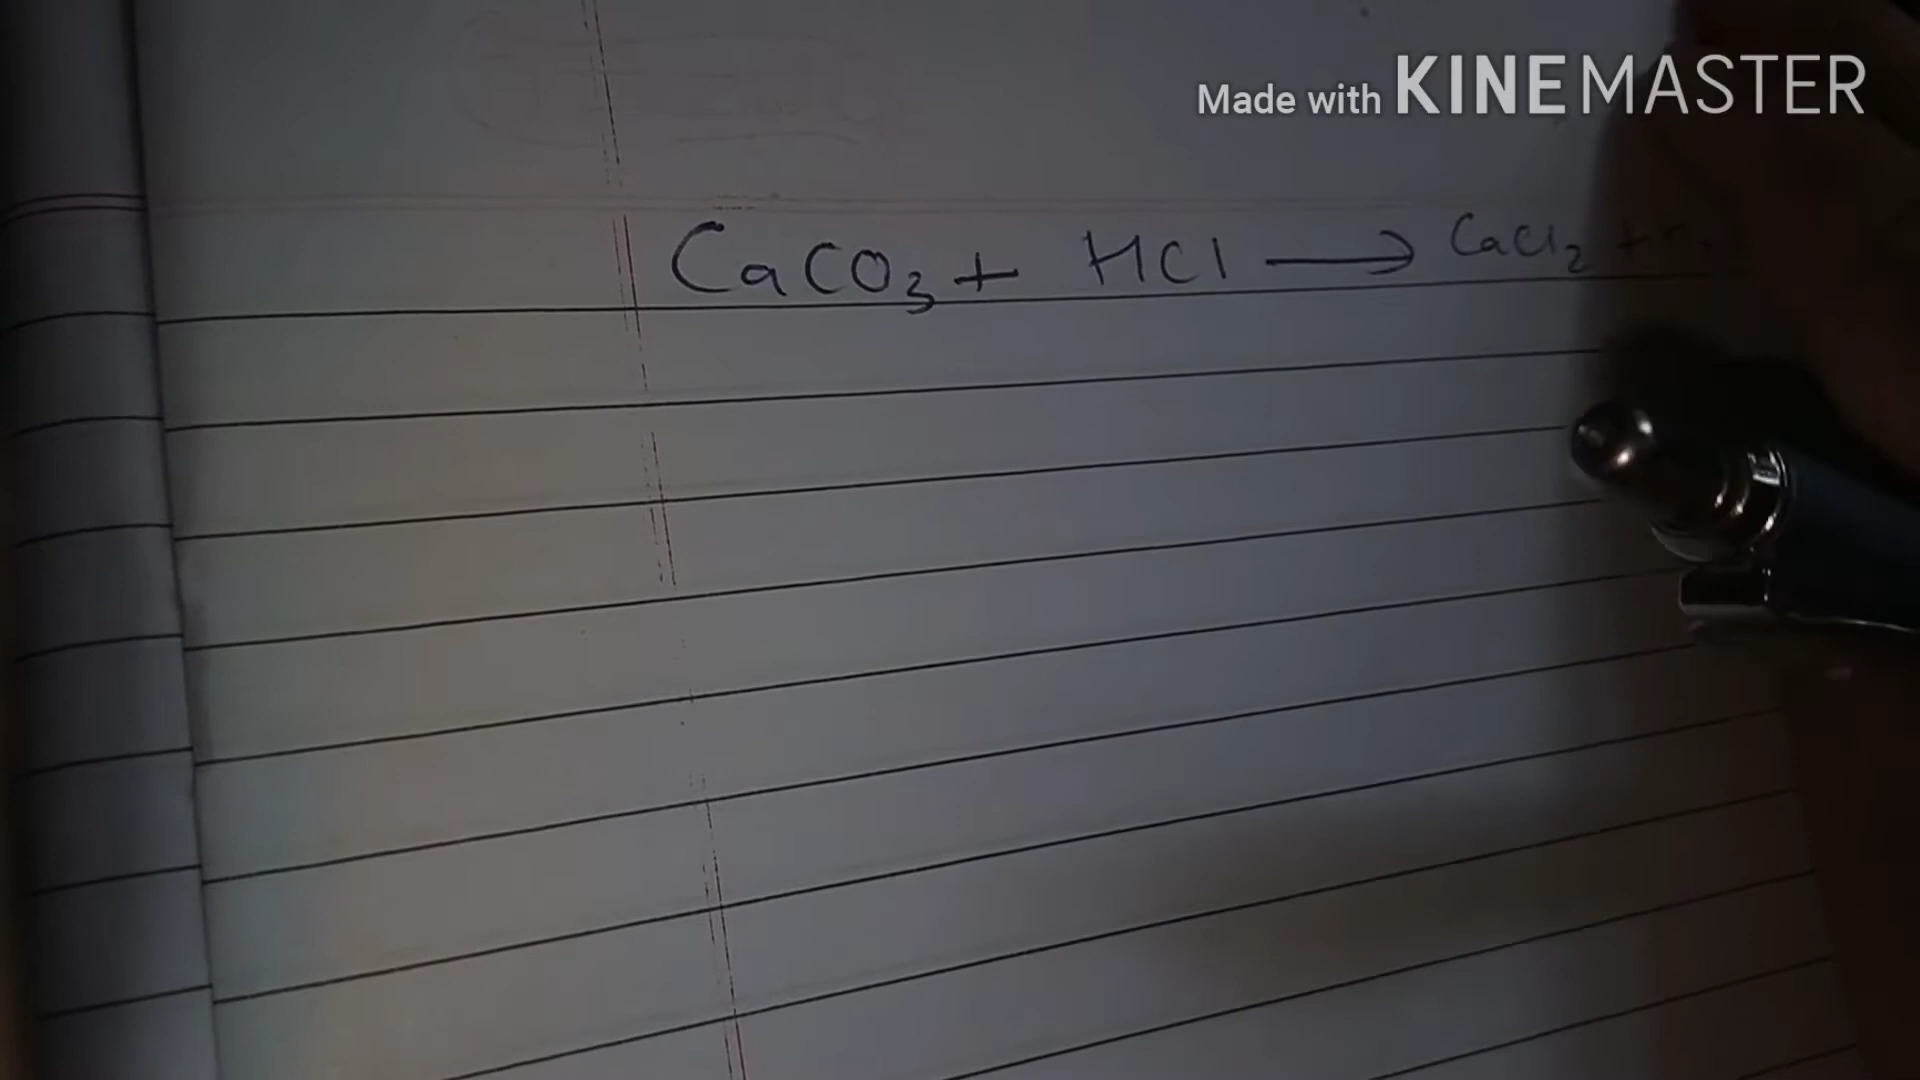 Made with KINEMASTER
CaCO₃ + HCl → CaCl₂ +